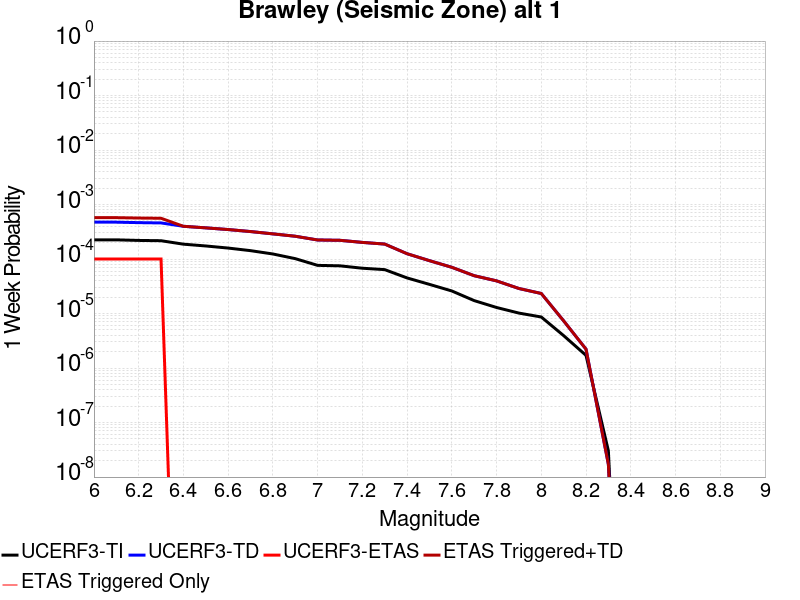 Brawley (Seismic Zone) alt 1
10^0
10^-1
10^-2
10^-3
10^-4
10^-5
10^-6
10^-7
10^-8
1 Week Probability
6 6.2 6.4 6.6 6.8 7 7.2 7.4 7.6 7.8 8 8.2 8.4 8.6 8.8 9
Magnitude
UCERF3-TI UCERF3-TD UCERF3-ETAS ETAS Triggered+TD
ETAS Triggered Only